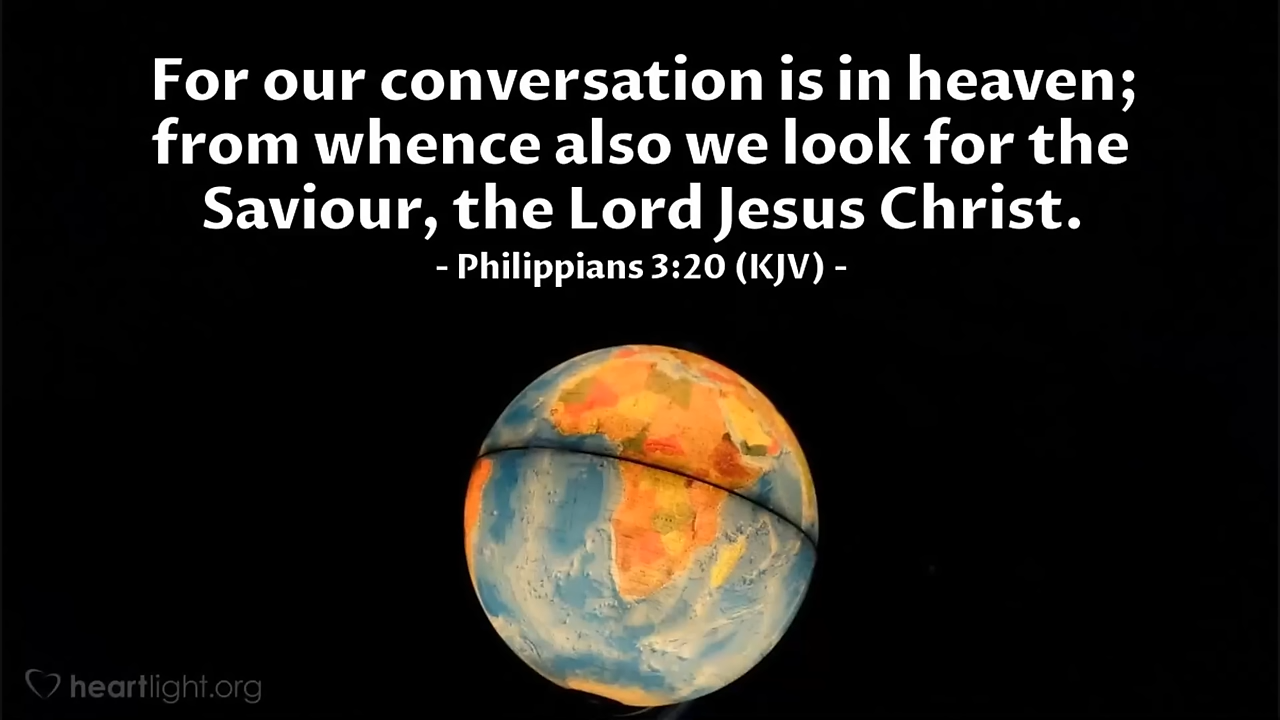 For our conversation is in heaven;
from whence also we look for the
Saviour, the Lord Jesus Christ.
- Philippians 3:20 (KJV) -
heartlight.org